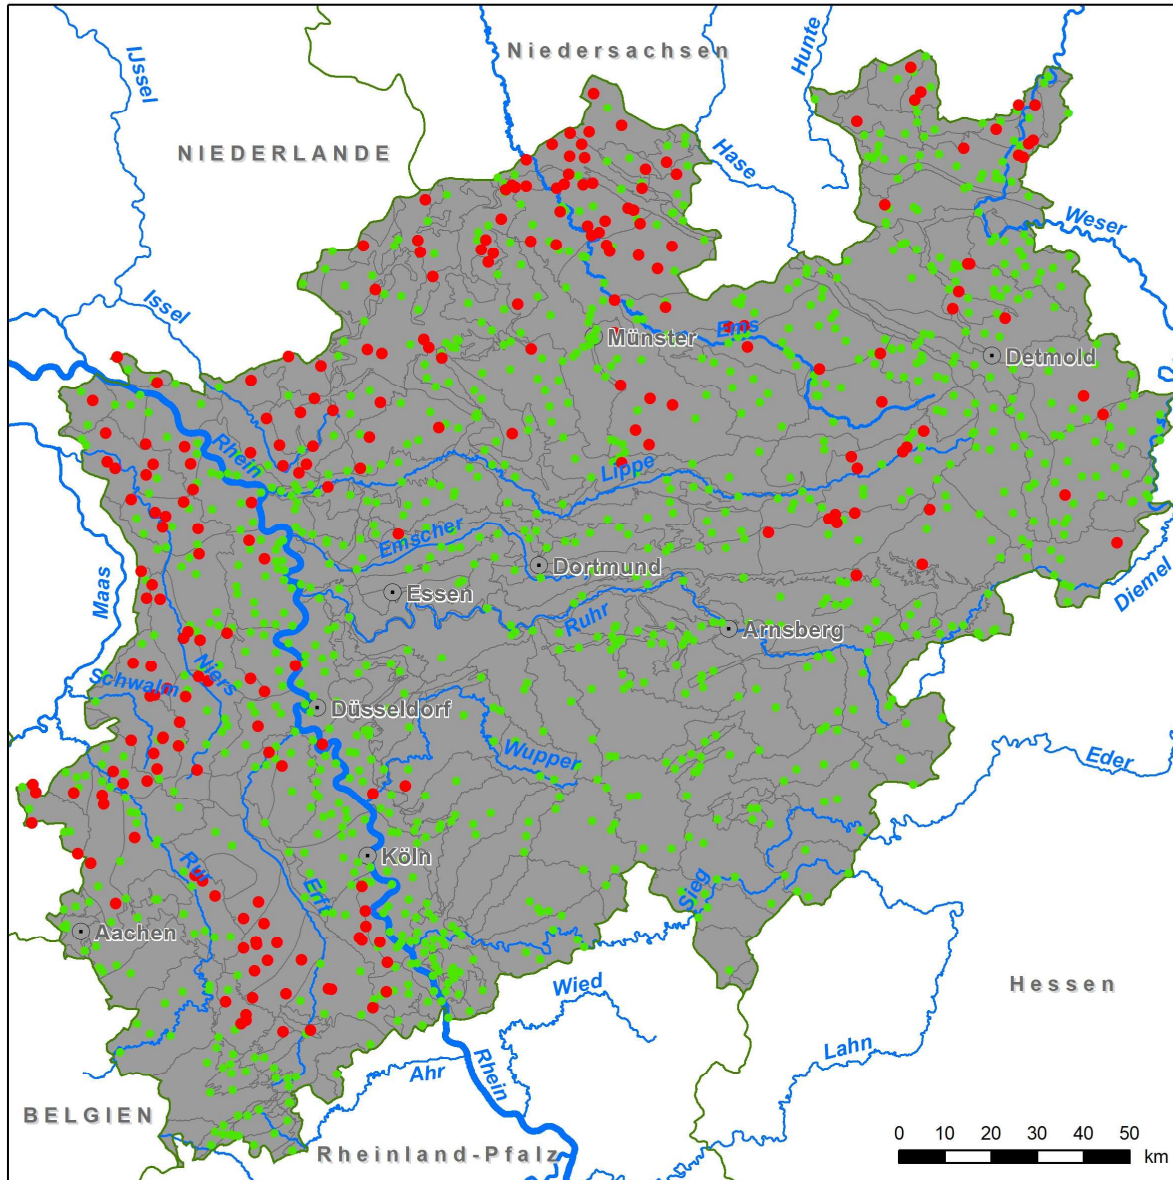 Niedersachsen
IJssel
Hunte
NIEDERLANDE
Hase
Weser
Issel
Ems
Münster
Detmold
Rhein
Lippe
Emscher
Dortmund
Maas
Essen
Ruhr
Diemel
Arnsberg
Niers
Schwalm
Düsseldorf
Wupper
Eder
Köln
Rur
Erft
Sieg
Aachen
Wied
Hessen
Lahn
Ahr
Rhein
BELGIEN
Rheinland-Pfalz
0 10 20 30 40 50
km